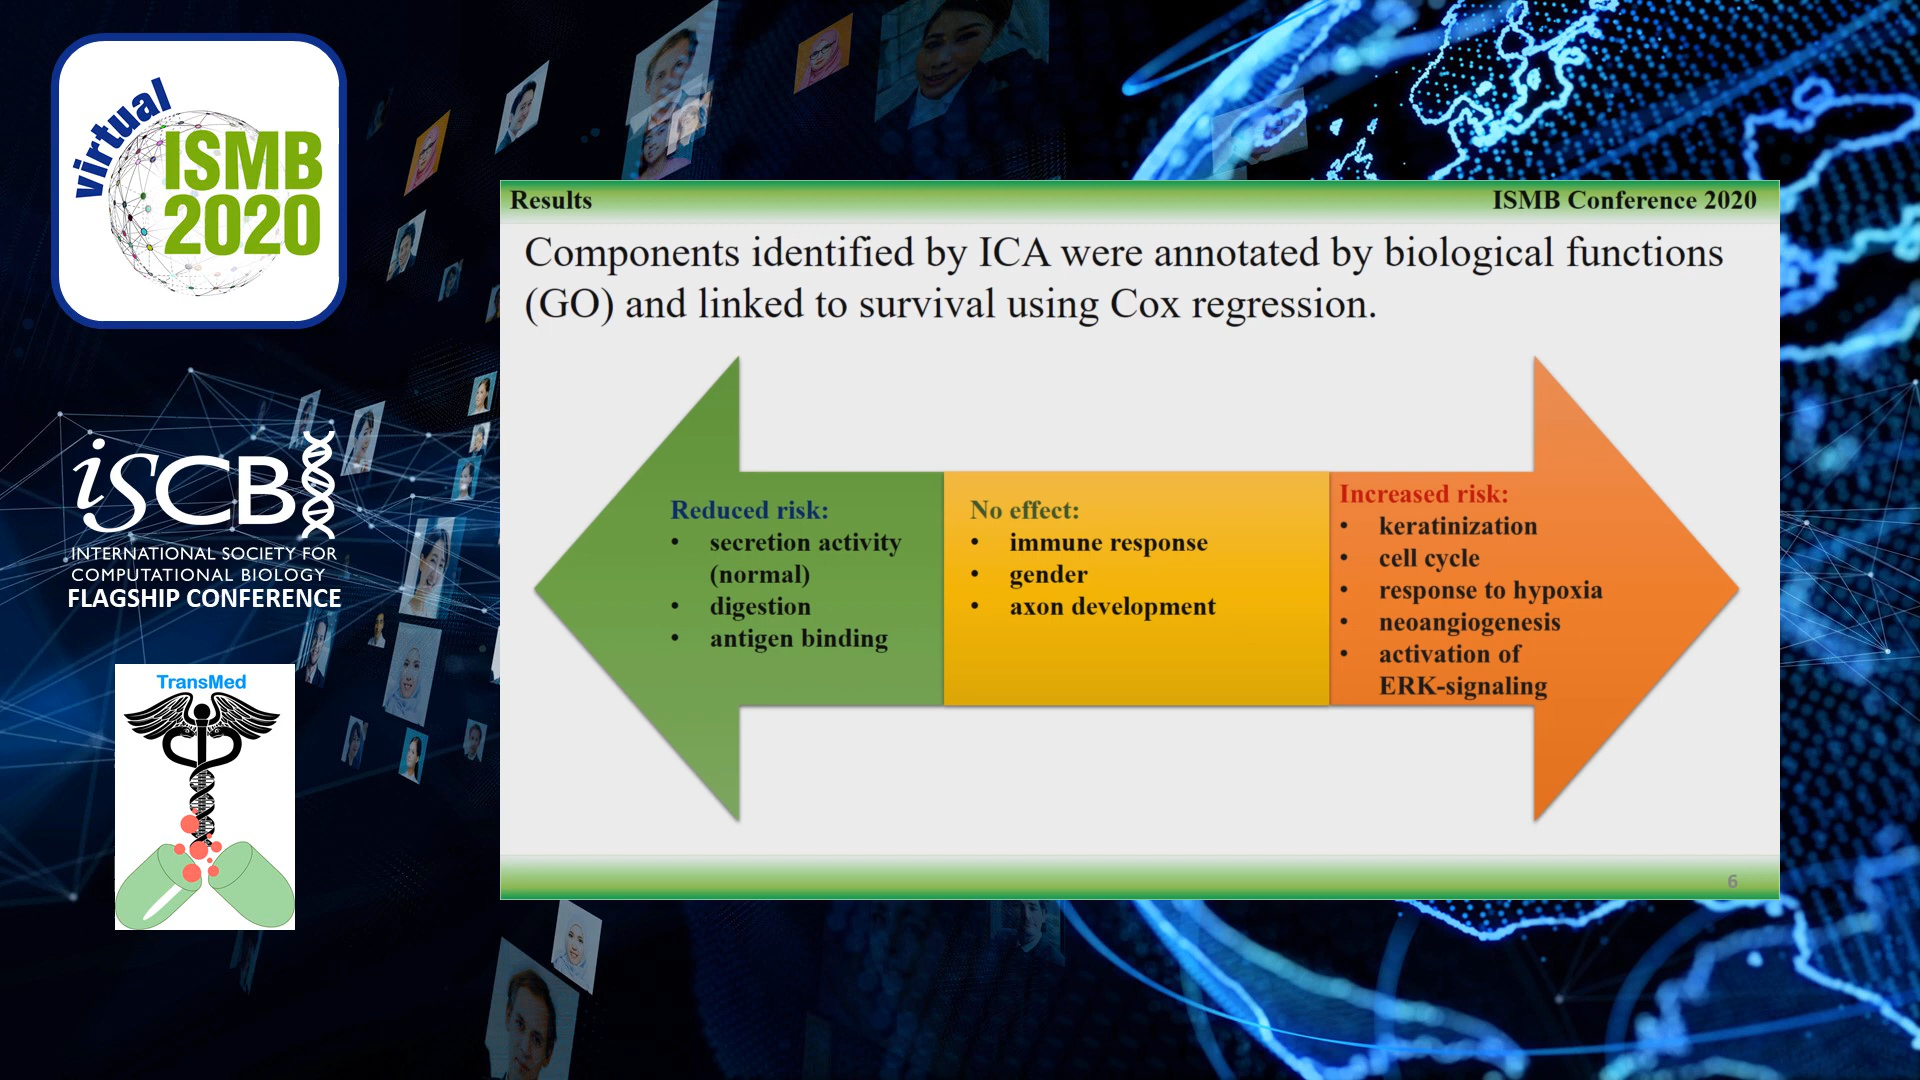 virtual
ISMB
2020
iSCB
INTERNATIONAL SOCIETY FOR
COMPUTATIONAL BIOLOGY
FLAGSHIP CONFERENCE
TransMed
Results
ISMB Conference 2020
Components identified by ICA were annotated by biological functions
(GO) and linked to survival using Cox regression.
Reduced risk:
• secretion activity
(normal)
• digestion
• antigen binding
No effect:
• immune response
• gender
• axon development
Increased risk:
• keratinization
• cell cycle
• response to hypoxia
• neoangiogenesis
• activation of
ERK-signaling
6